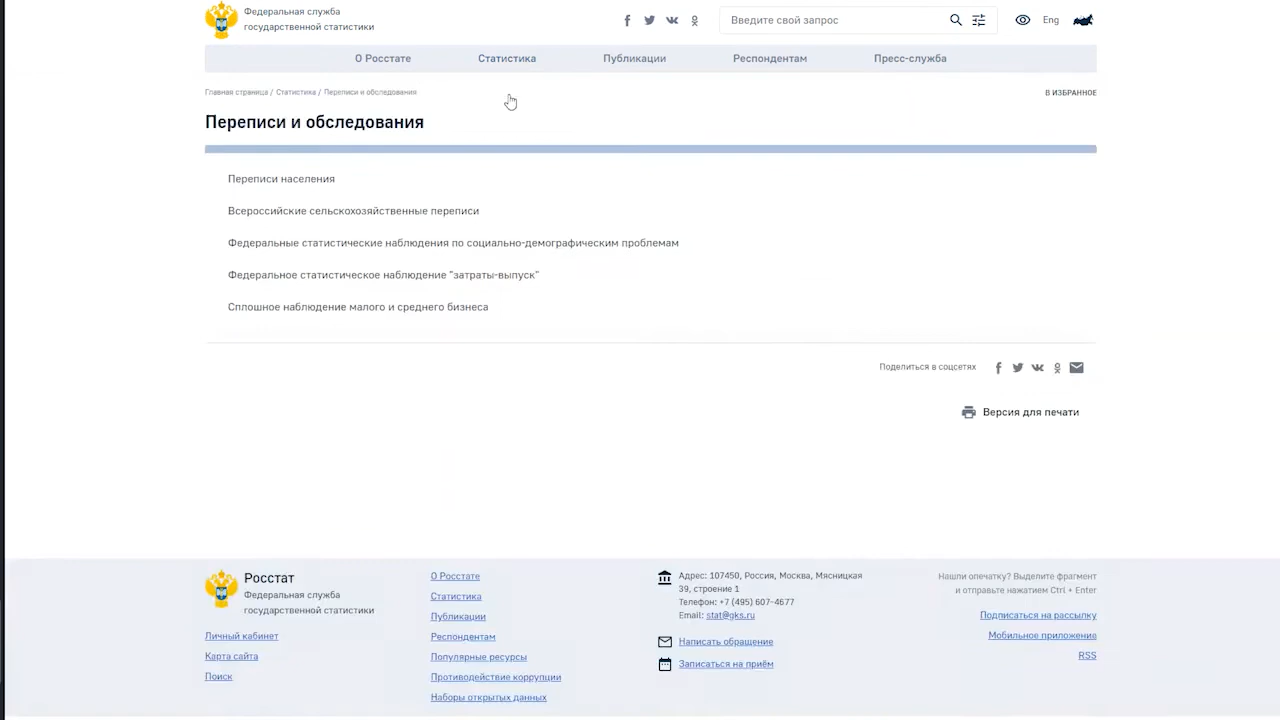 Федеральная служба
государственной статистики
Введите свой запрос
Eng
О Росстате Статистика Публикации Респондентам Пресс-служба
Главная страница / Статистика / Переписи и обследования
В ИЗБРАННОЕ
Переписи и обследования
Переписи населения
Всероссийские сельскохозяйственные переписи
Федеральные статистические наблюдения по социально-демографическим проблемам
Федеральное статистическое наблюдение "затраты-выпуск"
Сплошное наблюдение малого и среднего бизнеса
Поделиться в соцсетях
Версия для печати
Росстат
Федеральная служба
государственной статистики
Личный кабинет
Карта сайта
Поиск
О Росстате
Статистика
Публикации
Респондентам
Популярные ресурсы
Противодействие коррупции
Наборы открытых данных
Адрес: 107450, Россия, Москва, Мясницкая
39, строение 1
Телефон: +7 (495) 607-4677
Email: stat@gks.ru
Написать обращение
Записаться на приём
Нашли опечатку? Выделите фрагмент
и отправьте нажатием Ctrl + Enter
Подписаться на рассылку
Мобильное приложение
RSS